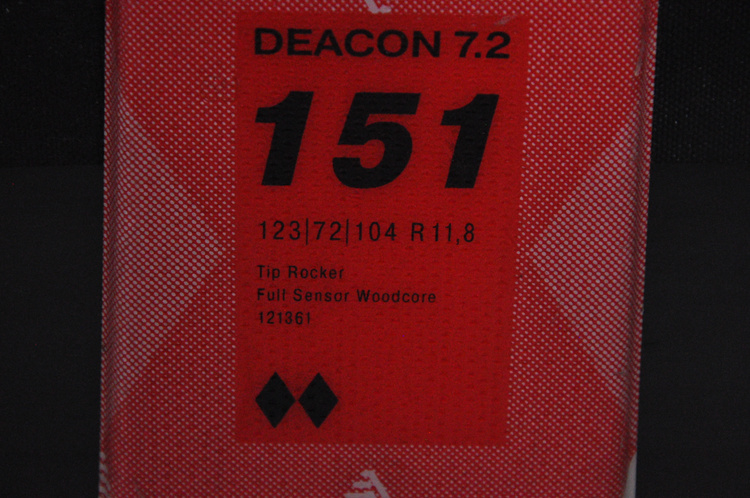 DEACON 7.2
151
123|72|104 R11,8
Tip Rocker
Full Sensor Woodcore
121361